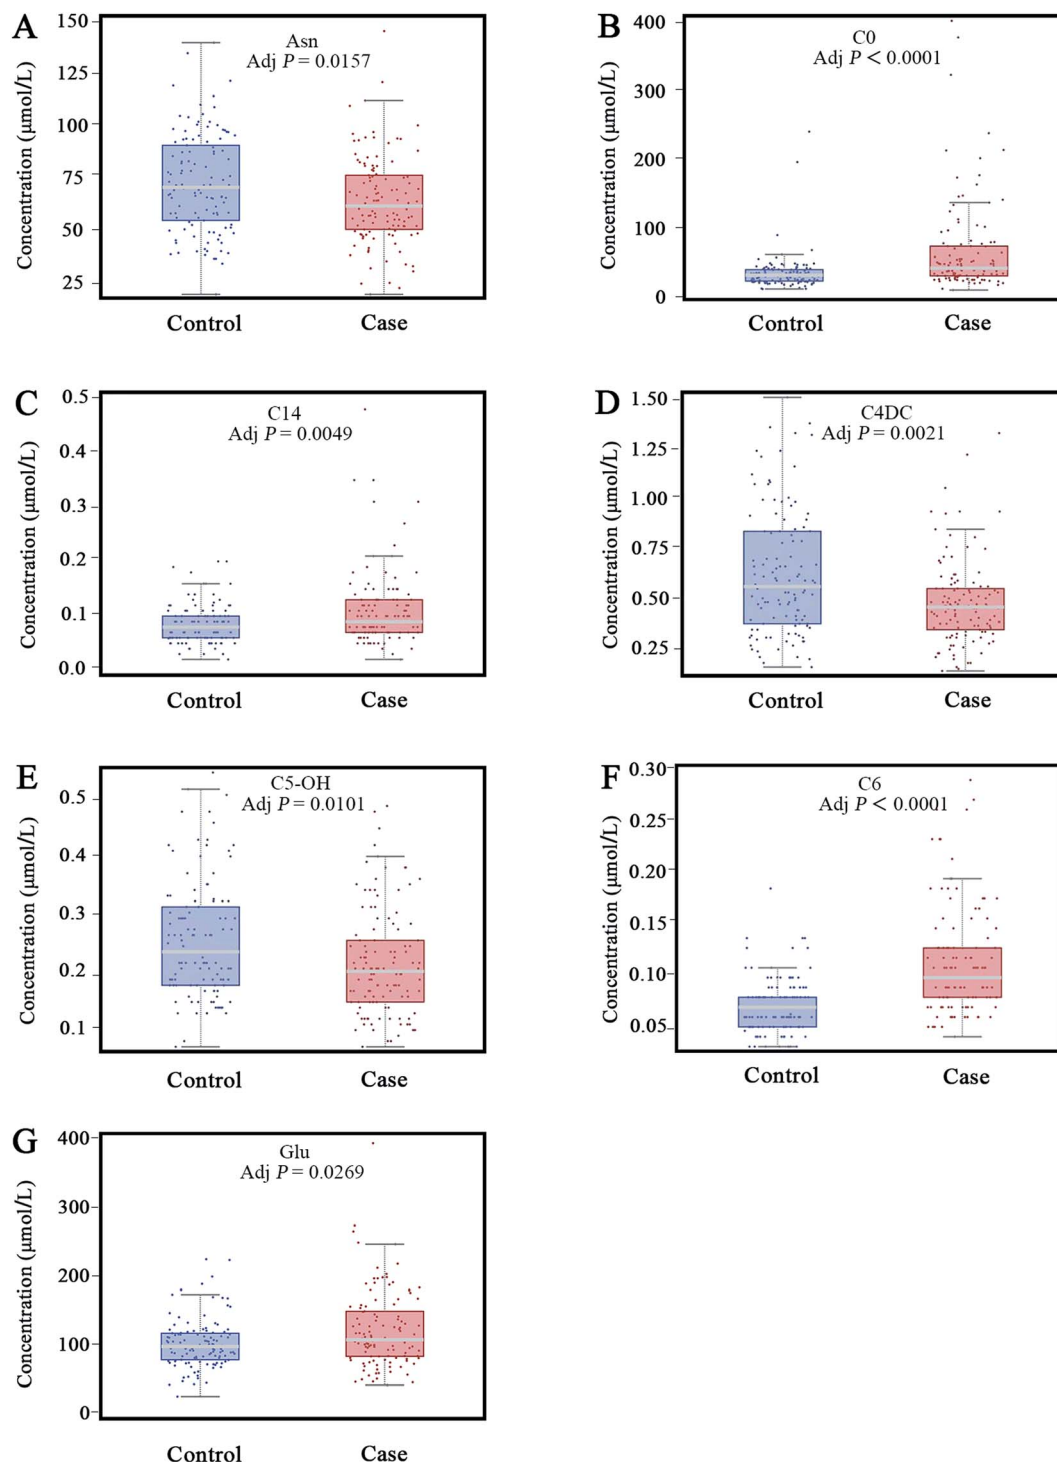 A
Asn
Adj P = 0.0157
Concentration (μmol/L)
150
125
100
75
50
25
Control Case
B
C0
Adj P < 0.0001
Concentration (μmol/L)
400
300
200
100
0
Control Case
C
C14
Adj P = 0.0049
Concentration (μmol/L)
0.5
0.4
0.3
0.2
0.1
0.0
Control Case
D
C4DC
Adj P = 0.0021
Concentration (μmol/L)
1.50
1.25
1.00
0.75
0.50
0.25
Control Case
E
C5-OH
Adj P = 0.0101
Concentration (μmol/L)
0.5
0.4
0.3
0.2
0.1
Control Case
F
C6
Adj P < 0.0001
Concentration (μmol/L)
0.30
0.25
0.20
0.15
0.10
0.05
Control Case
G
Glu
Adj P = 0.0269
Concentration (μmol/L)
400
300
200
100
0
Control Case